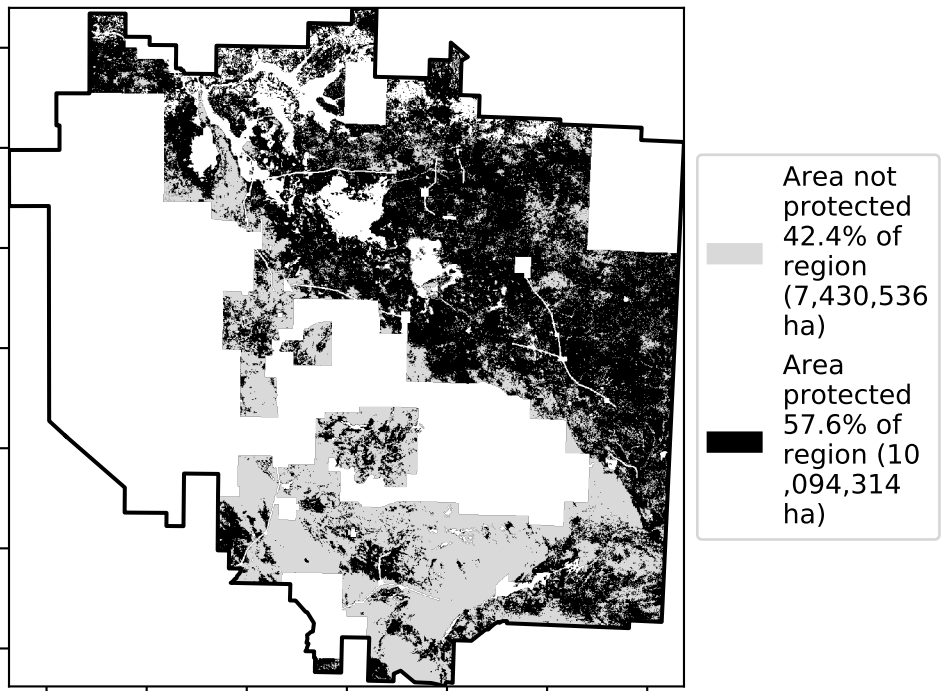 Area not
protected
42.4% of
region
(7,430,536
ha)
Area
protected
57.6% of
region (10
,094,314
ha)